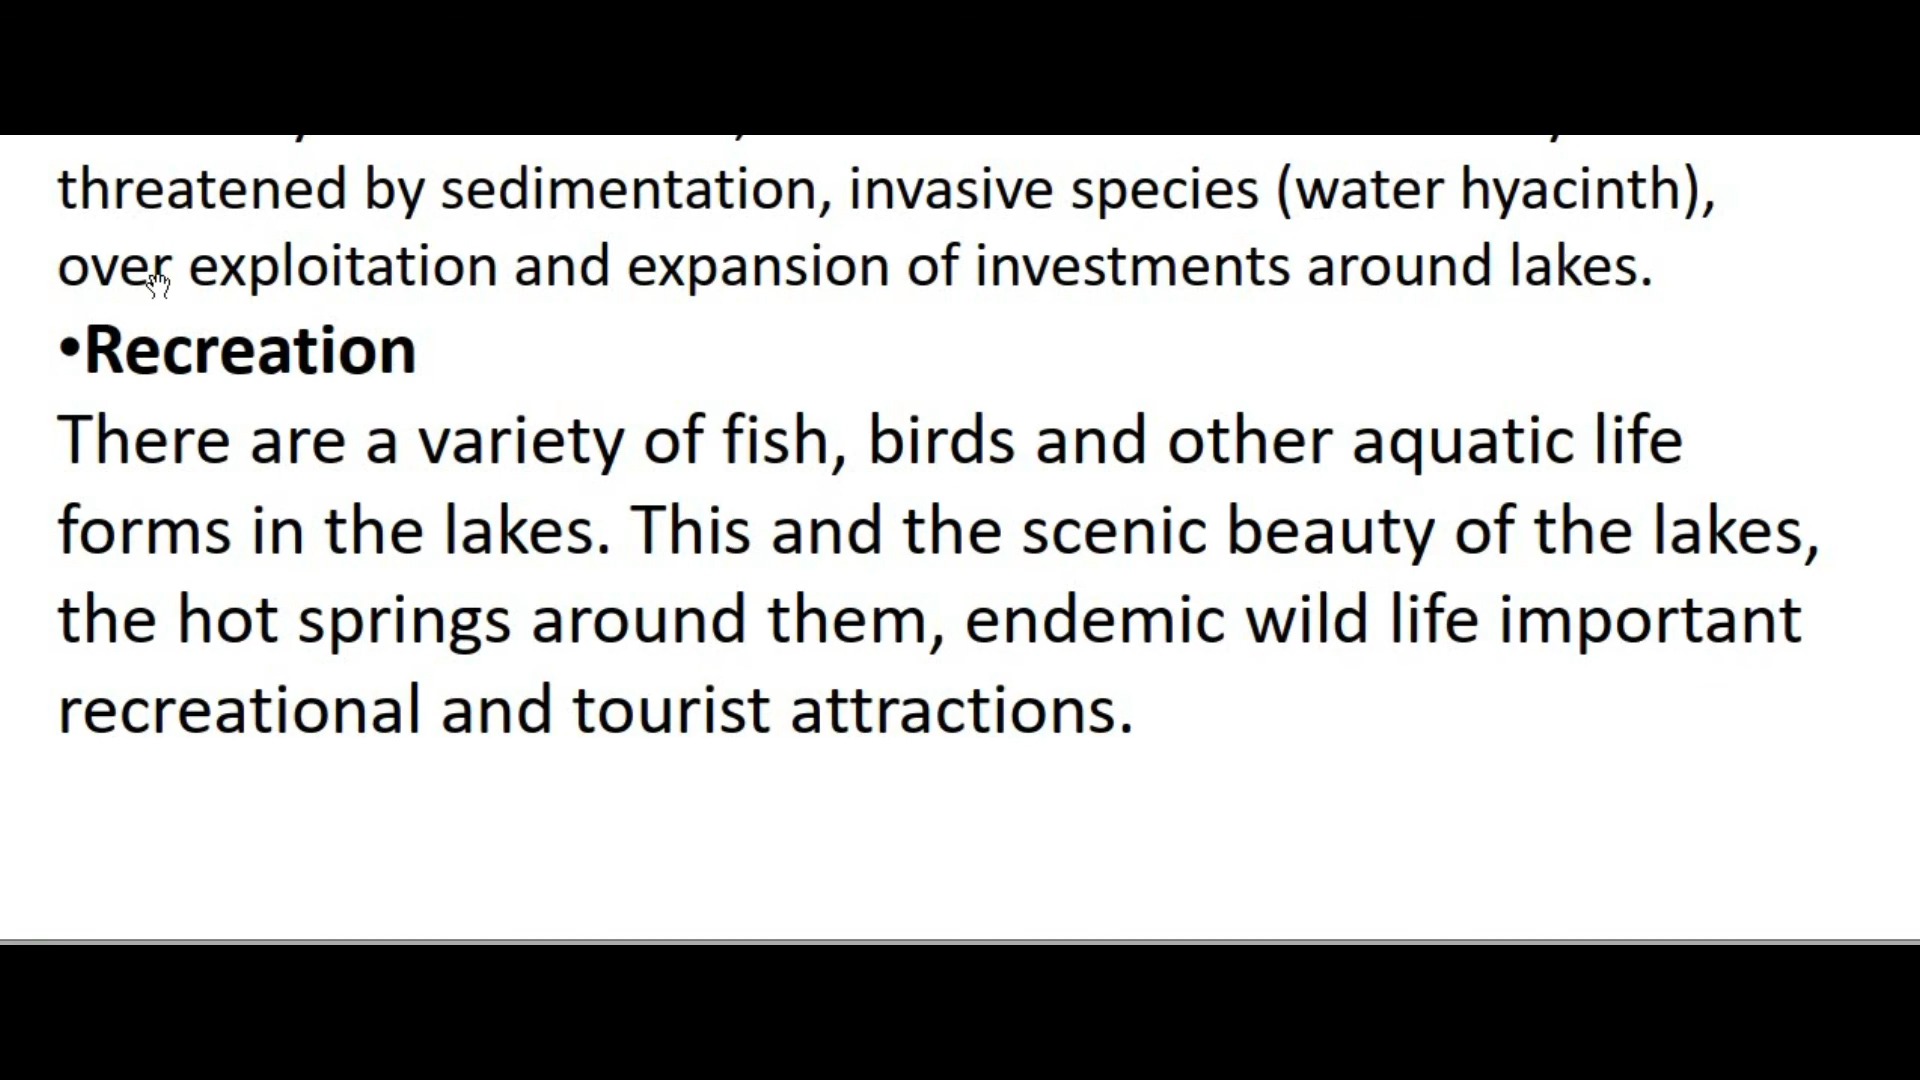 threatened by sedimentation, invasive species (water hyacinth),
over exploitation and expansion of investments around lakes.
•Recreation
There are a variety of fish, birds and other aquatic life
forms in the lakes. This and the scenic beauty of the lakes,
the hot springs around them, endemic wild life important
recreational and tourist attractions.